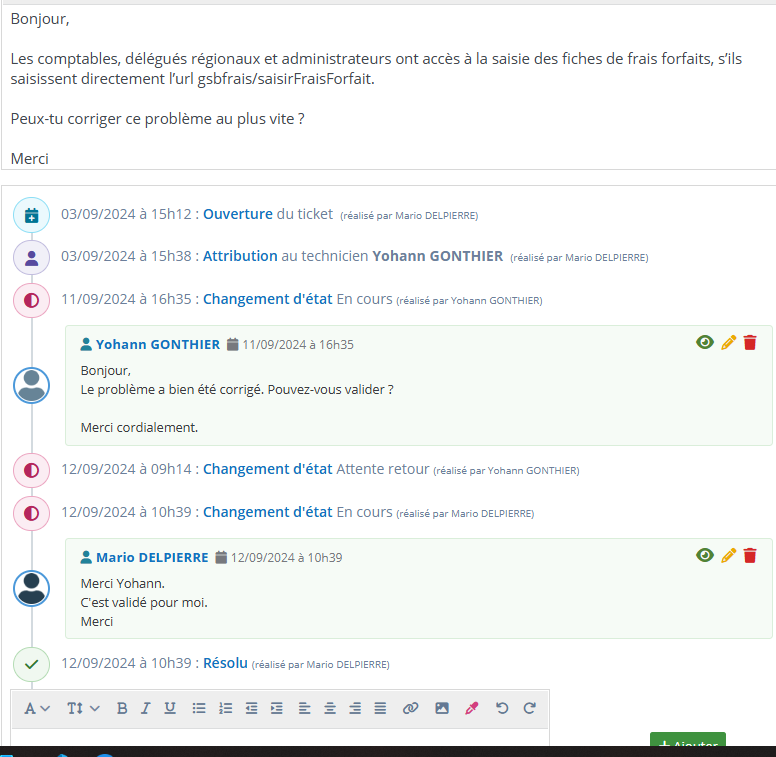 Bonjour,
Les comptables, délégués régionaux et administrateurs ont accès à la saisie des fiches de frais forfaits, s’ils
saisissent directement l’url gsbfrais/saisirFraisForfait.
Peux-tu corriger ce problème au plus vite ?
Merci
03/09/2024 à 15h12 : Ouverture du ticket (réalisé par Mario DELPIERRE)
03/09/2024 à 15h38 : Attribution au technicien Yohann GONTHIER (réalisé par Mario DELPIERRE)
11/09/2024 à 16h35 : Changement d'état En cours (réalisé par Yohann GONTHIER)
Yohann GONTHIER 11/09/2024 à 16h35
Bonjour,
Le problème a bien été corrigé. Pouvez-vous valider ?
Merci cordialement.
12/09/2024 à 09h14 : Changement d'état Attente retour (réalisé par Yohann GONTHIER)
12/09/2024 à 10h39 : Changement d'état En cours (réalisé par Mario DELPIERRE)
Mario DELPIERRE 12/09/2024 à 10h39
Merci Yohann.
C'est validé pour moi.
Merci
12/09/2024 à 10h39 : Résolu (réalisé par Mario DELPIERRE)
A T B I U
+ Ajouter